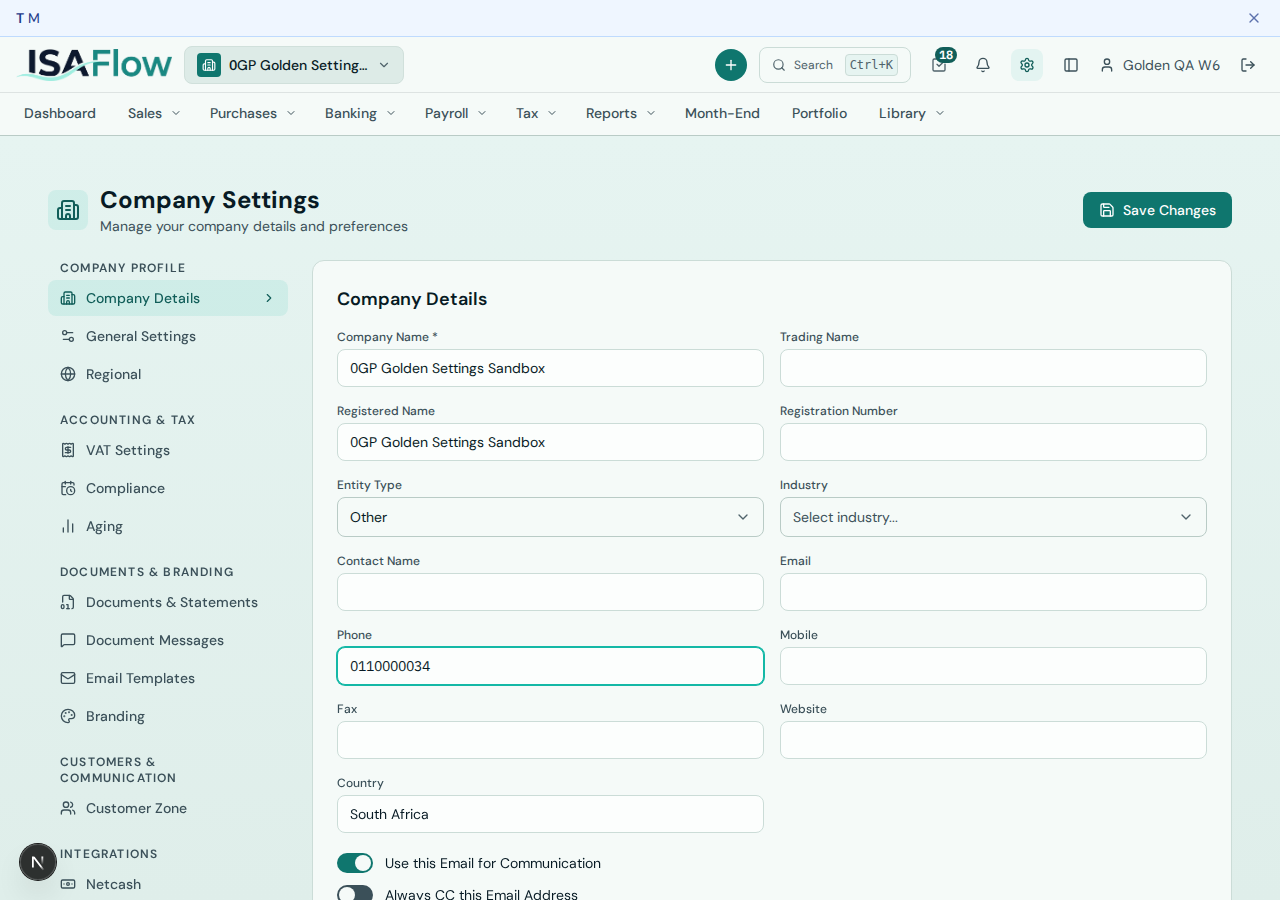 T M
ISAFlow
0GP Golden Setting...
Search Ctrl+K
18
Golden QA W6
Dashboard Sales Purchases Banking Payroll Tax Reports Month-End Portfolio Library
Company Settings
Manage your company details and preferences
Save Changes
COMPANY PROFILE
Company Details
General Settings
Regional
ACCOUNTING & TAX
VAT Settings
Compliance
Aging
DOCUMENTS & BRANDING
Documents & Statements
Document Messages
Email Templates
Branding
CUSTOMERS &
COMMUNICATION
Customer Zone
INTEGRATIONS
Netcash
N
Company Details
Company Name *
0GP Golden Settings Sandbox
Trading Name
Registered Name
0GP Golden Settings Sandbox
Registration Number
Entity Type
Other
Industry
Select industry...
Contact Name
Email
Phone
0110000034
Mobile
Fax
Website
Country
South Africa
Use this Email for Communication
Always CC this Email Address